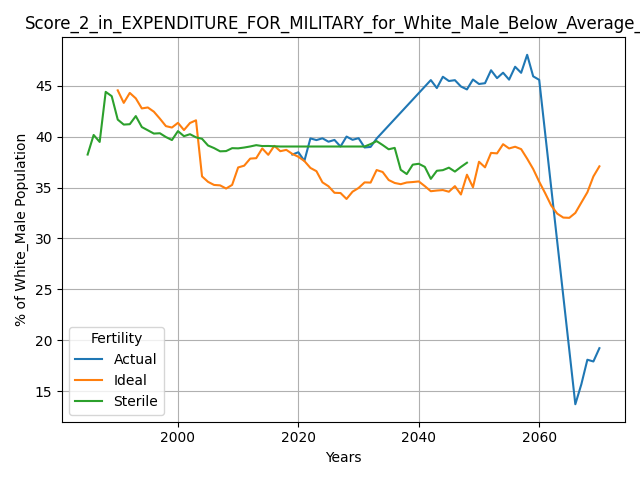 Score_2_in_EXPENDITURE_FOR_MILITARY_for_White_Male_Below_Average_
% of White_Male Population
45
40
35
30
25
20
15
Fertility
Actual
Ideal
Sterile
2000 2020 2040 2060
Years